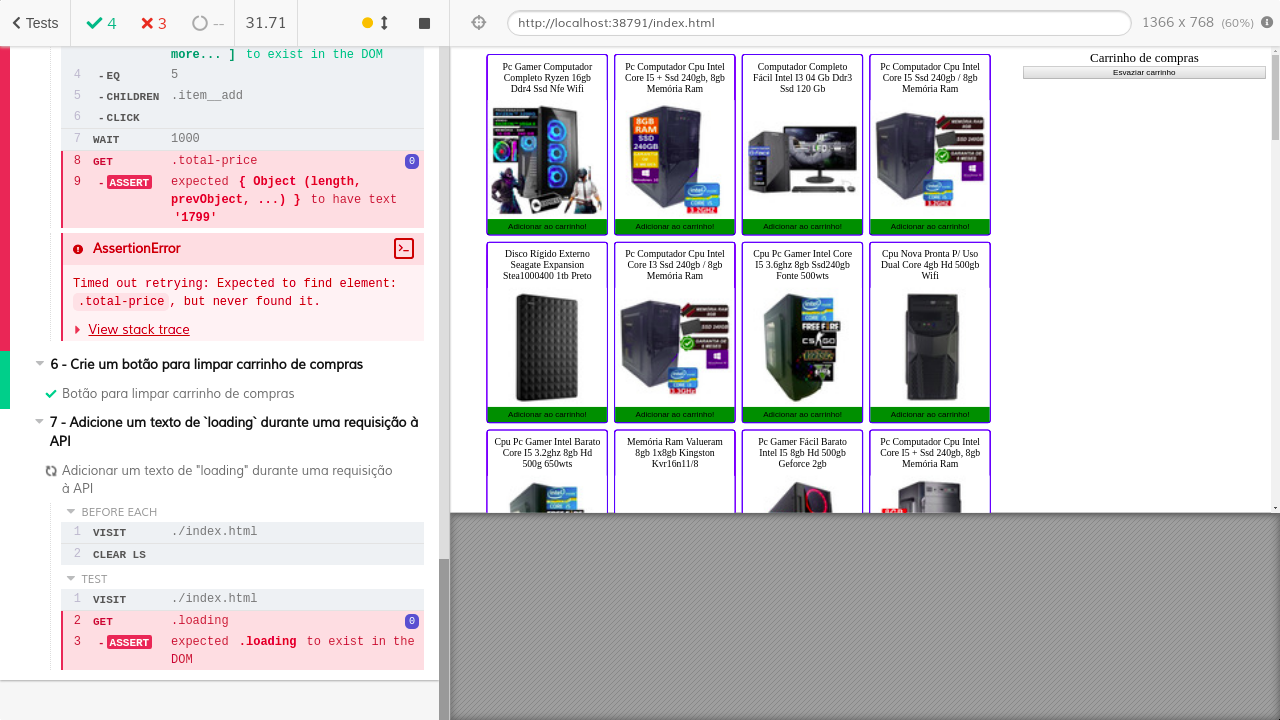 Tests
4
3
--
31.71
http://localhost:38791/index.html
1366 x 768 (60%)
more... ] to exist in the DOM
4 - EQ 5
5 - CHILDREN .item__add
6 - CLICK
7 WAIT 1000
8 GET .total-price 0
9 - ASSERT expected { Object (length,
prevObject, ...) } to have text
'1799'
AssertionError
Timed out retrying: Expected to find element:
.total-price, but never found it.
View stack trace
6 - Crie um botão para limpar carrinho de compras
Botão para limpar carrinho de compras
7 - Adicione um texto de `loading` durante uma requisição à
API
Adicionar um texto de "loading" durante uma requisição
à API
BEFORE EACH
1 VISIT ./index.html
2 CLEAR LS
TEST
1 VISIT ./index.html
2 GET .loading 0
3 - ASSERT expected .loading to exist in the
DOM
Pc Gamer Computador
Completo Ryzen 16gb
Ddr4 Ssd Nfe Wifi
Adicionar ao carrinho!
Pc Computador Cpu Intel
Core I5 + Ssd 240gb, 8gb
Memória Ram
8GB
RAM
SSD
240GB
Adicionar ao carrinho!
Computador Completo
Fácil Intel I3 04 Gb Ddr3
Ssd 120 Gb
Adicionar ao carrinho!
Pc Computador Cpu Intel
Core I5 Ssd 240gb / 8gb
Memória Ram
Adicionar ao carrinho!
Carrinho de compras
Esvaziar carrinho
Disco Rígido Externo
Seagate Expansion
Stea1000400 1tb Preto
Adicionar ao carrinho!
Pc Computador Cpu Intel
Core I3 Ssd 240gb / 8gb
Memória Ram
Adicionar ao carrinho!
Cpu Pc Gamer Intel Core
I5 3.6ghz 8gb Ssd240gb
Fonte 500wts
FREE FIRE
CS:GO
Adicionar ao carrinho!
Cpu Nova Pronta P/ Uso
Dual Core 4gb Hd 500gb
Wifi
Adicionar ao carrinho!
Cpu Pc Gamer Intel Barato
Core I5 3.2ghz 8gb Hd
500g 650wts
Memória Ram Valueram
8gb 1x8gb Kingston
Kvr16n11/8
Pc Gamer Fácil Barato
Intel I5 8gb Hd 500gb
Geforce 2gb
Pc Computador Cpu Intel
Core I5 + Ssd 240gb, 8gb
Memória Ram